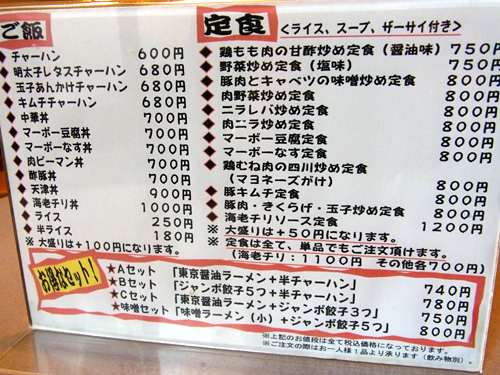 ご飯
チャーハン 600円
◆ 明太子レタスチャーハン 680円
◆ 玉子あんかけチャーハン 680円
◆ キムチチャーハン 680円
◆ 中華丼 700円
◆ マーボー豆腐丼 700円
◆ マーボーなす丼 700円
◆ 肉ピーマン丼 700円
◆ 酢豚丼 700円
◆ 天津丼 900円
◆ 海老チリ丼 1000円
◆ ライス 250円
◆ 半ライス 180円
※ 大盛りは+100円になります。
定食 <ライス、スープ、ザーサイ付き>
◆ 鶏もも肉の甘酢炒め定食(醤油味) 750円
◆ 野菜炒め定食(塩味) 750円
◆ 豚肉とキャベツの味噌炒め定食 800円
◆ 肉野菜炒め定食 800円
◆ ニラレバ炒め定食 800円
◆ 肉ニラ炒め定食 800円
◆ マーボー豆腐定食 800円
◆ マーボーなす定食 800円
◆ 鶏むね肉の四川炒め定食
(マヨネーズがけ) 800円
◆ 豚キムチ定食 800円
◆ 豚肉・きくらげ・玉子炒め定食 800円
◆ 海老チリソース定食 1200円
※ 大盛りは+50円になります。
※ 定食は全て、単品でもご注文頂けます。
(海老チリ:1100円 その他各700円)
お得なセット!
★Aセット「東京醤油ラーメン+半チャーハン」 740円
★Bセット「ジャンボ餃子5つ+半チャーハン」 780円
★Cセット「東京醤油ラーメン+ジャンボ餃子3つ」 750円
★味噌セット「味噌ラーメン(小)+ジャンボ餃子5つ」 800円
※上記のお値段は全て税込価格になっております。
※ご注文の際はお一人様1品より承ります(飲み物別)。